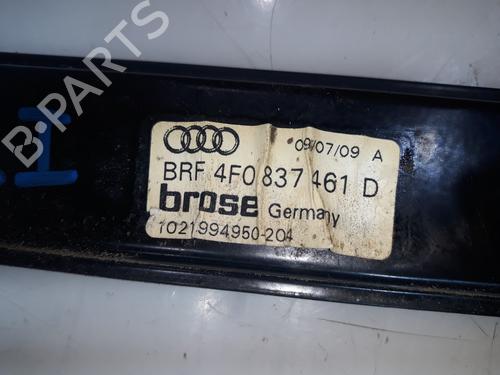 B-PARTS
09/07/09 A
BRF 4F0 837 461 D
brose Germany
1021994950-204